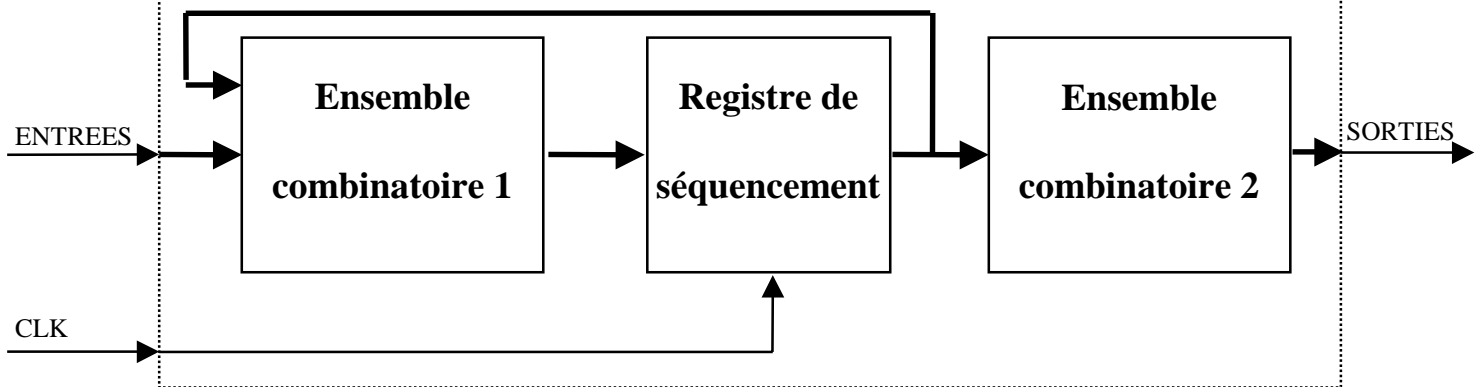 ENTREES
CLK
Ensemble
combinatoire 1
Registre de
séquencement
Ensemble
combinatoire 2
SORTIES